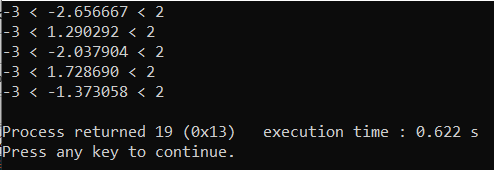 -3 < -2.656667 < 2
-3 < 1.290292 < 2
-3 < -2.037904 < 2
-3 < 1.728690 < 2
-3 < -1.373058 < 2
Process returned 19 (0x13)   execution time : 0.622 s
Press any key to continue.